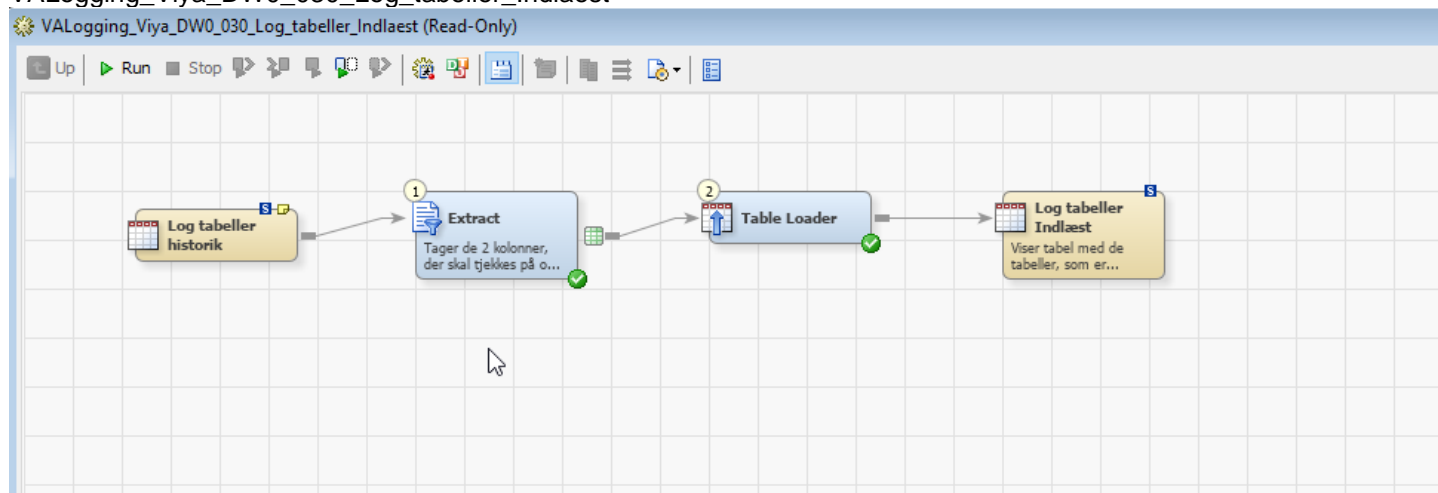 VALogging_Viya_DW0_030_Log_tabeller_Indlaest (Read-Only)
Up Run Stop
1
Log tabeller
historik
Extract
Tager de 2 kolonner,
der skal tjekkes på o...
2
Table Loader
Log tabeller
Indlæst
Viser tabel med de
tabeller, som er...